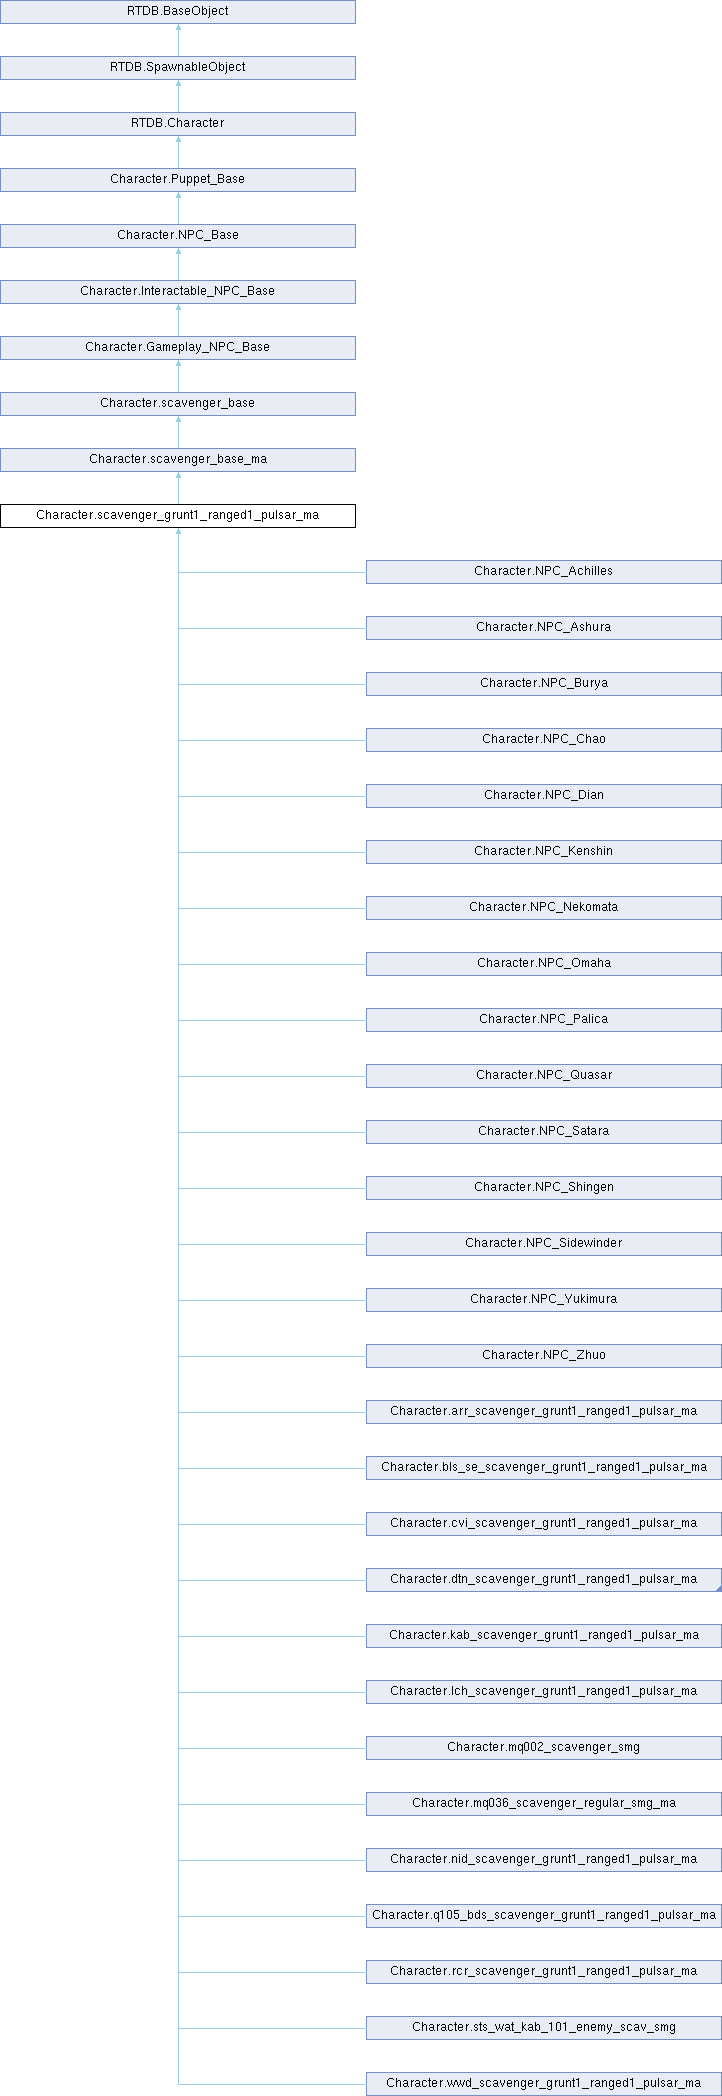 RTDB.BaseObject
RTDB.SpawnableObject
RTDB.Character
Character.Puppet_Base
Character.NPC_Base
Character.Interactable_NPC_Base
Character.Gameplay_NPC_Base
Character.scavenger_base
Character.scavenger_base_ma
Character.scavenger_grunt1_ranged1_pulsar_ma
Character.NPC_Achilles
Character.NPC_Ashura
Character.NPC_Burya
Character.NPC_Chao
Character.NPC_Dian
Character.NPC_Kenshin
Character.NPC_Nekomata
Character.NPC_Omaha
Character.NPC_Palica
Character.NPC_Quasar
Character.NPC_Satara
Character.NPC_Shingen
Character.NPC_Sidewinder
Character.NPC_Yukimura
Character.NPC_Zhuo
Character.arr_scavenger_grunt1_ranged1_pulsar_ma
Character.bls_se_scavenger_grunt1_ranged1_pulsar_ma
Character.cvi_scavenger_grunt1_ranged1_pulsar_ma
Character.dtn_scavenger_grunt1_ranged1_pulsar_ma
Character.kab_scavenger_grunt1_ranged1_pulsar_ma
Character.lch_scavenger_grunt1_ranged1_pulsar_ma
Character.mq002_scavenger_smg
Character.mq036_scavenger_regular_smg_ma
Character.nid_scavenger_grunt1_ranged1_pulsar_ma
Character.q105_bds_scavenger_grunt1_ranged1_pulsar_ma
Character.rcr_scavenger_grunt1_ranged1_pulsar_ma
Character.sts_wat_kab_101_enemy_scav_smg
Character.wwd_scavenger_grunt1_ranged1_pulsar_ma